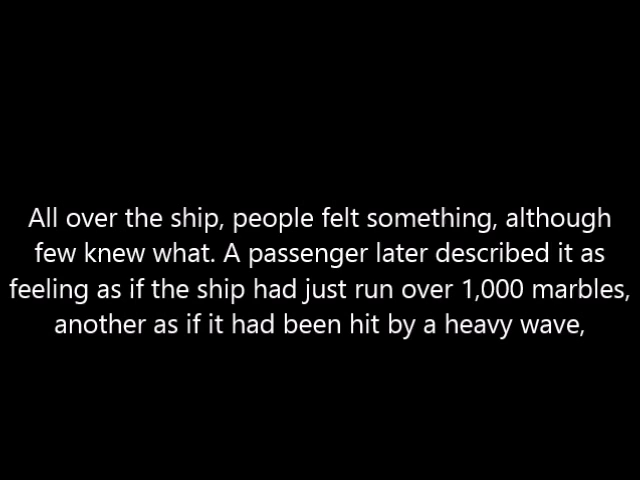 All over the ship, people felt something, although
few knew what. A passenger later described it as
feeling as if the ship had just run over 1,000 marbles,
another as if it had been hit by a heavy wave,